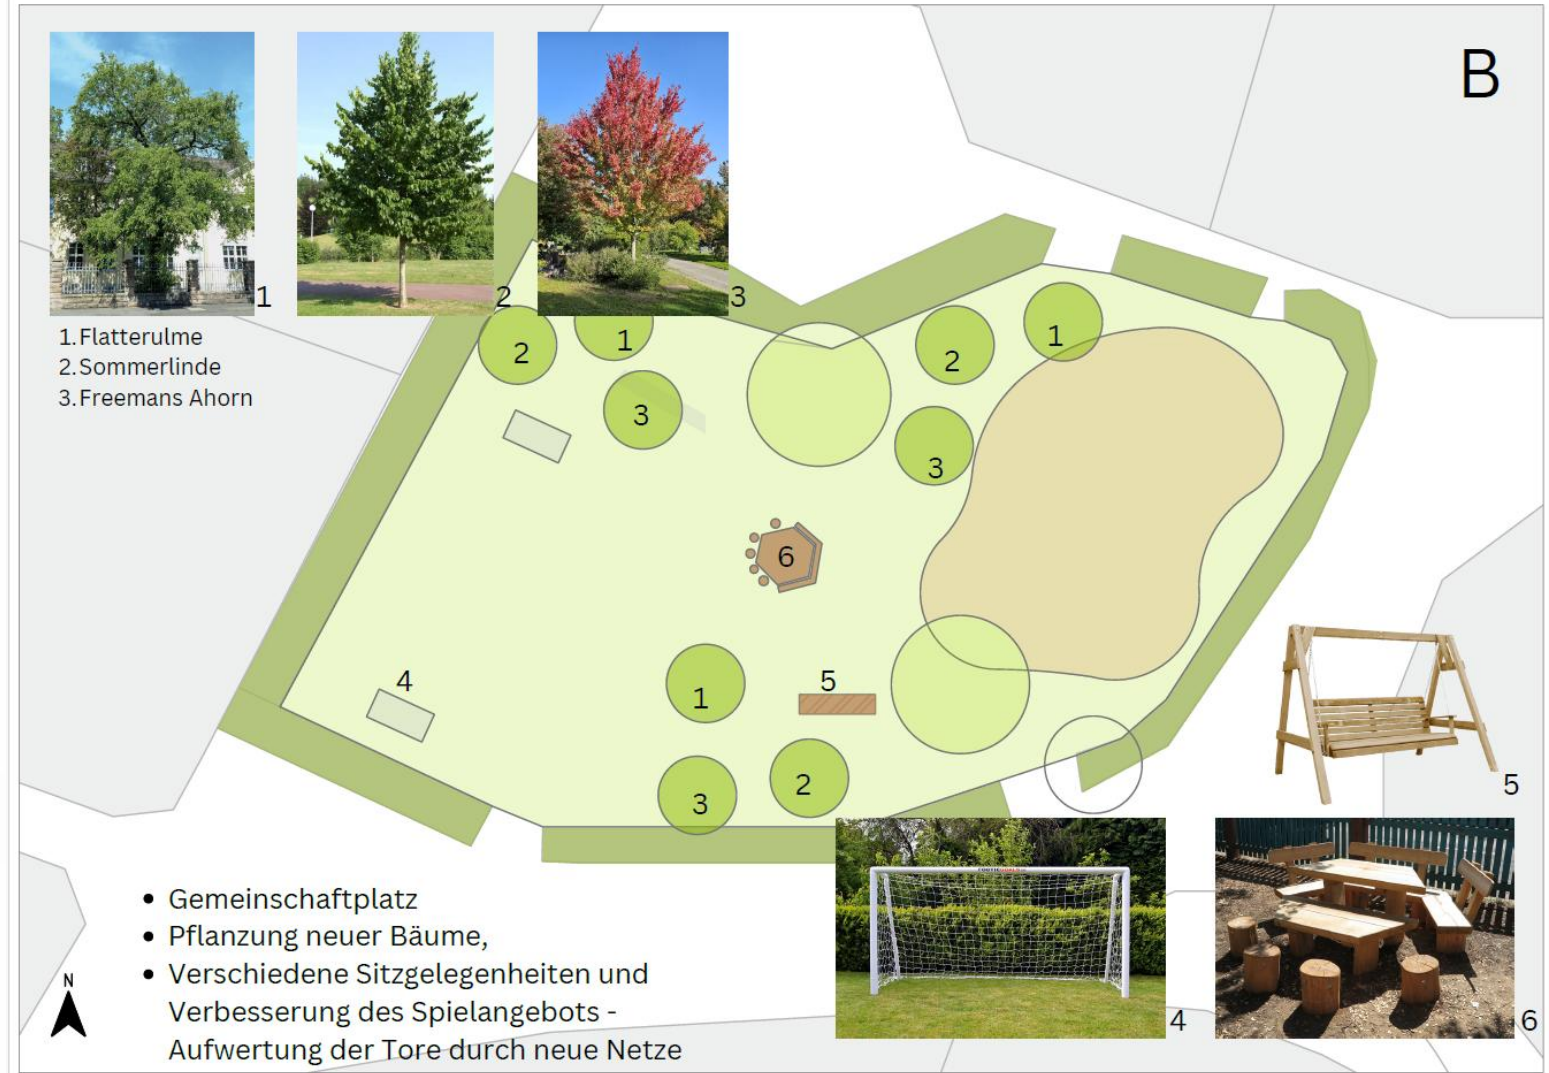 B
1
2
3
1.Flatterulme
2.Sommerlinde
3.Freemans Ahorn
2
1
3
2
1
3
6
4
1
5
3
2
5
4
6
N
• Gemeinschaftplatz
• Pflanzung neuer Bäume,
• Verschiedene Sitzgelegenheiten und
Verbesserung des Spielangebots -
Aufwertung der Tore durch neue Netze